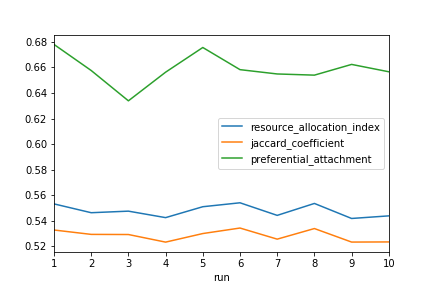 0.68
0.66
0.64
0.62
0.60
0.58
0.56
0.54
0.52
resource_allocation_index
jaccard_coefficient
preferential_attachment
1 2 3 4 5 6 7 8 9 10
run